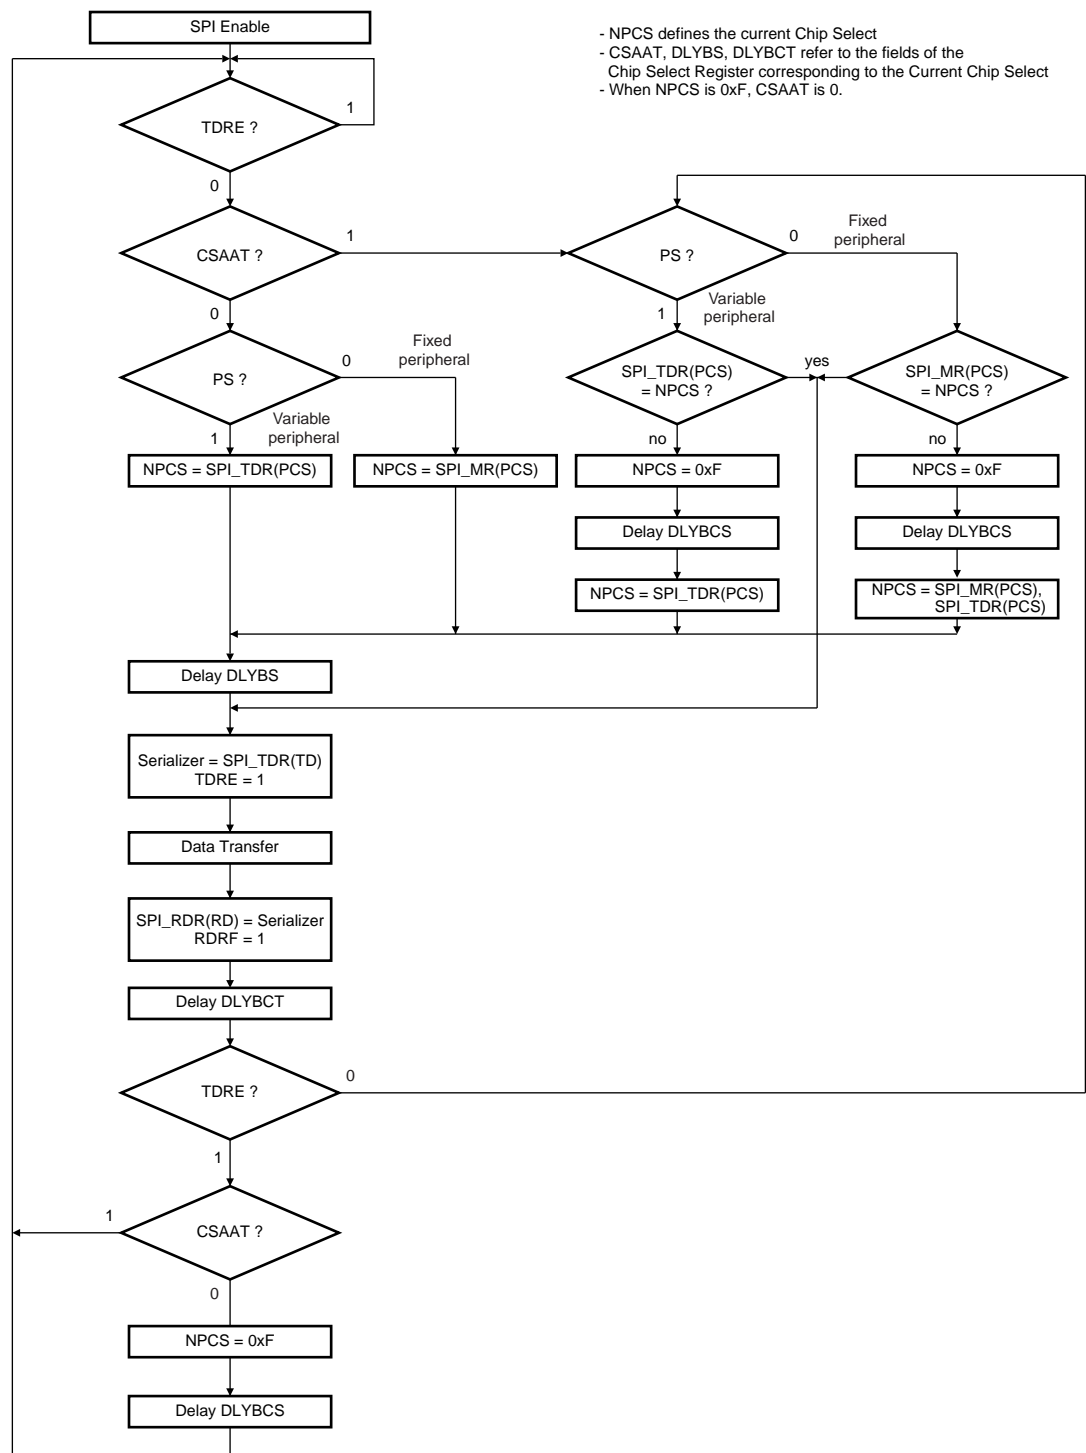 SPI Enable
- NPCS defines the current Chip Select
- CSAAT, DLYBS, DLYBCT refer to the fields of the
Chip Select Register corresponding to the Current Chip Select
- When NPCS is 0xF, CSAAT is 0.
TDRE ?
1
0
CSAAT ?
1
0
PS ?
0
Fixed
peripheral
1
Variable
peripheral
PS ?
0
Fixed
peripheral
1
Variable
peripheral
SPI_TDR(PCS)
= NPCS ?
yes
SPI_MR(PCS)
= NPCS ?
no
no
NPCS = SPI_TDR(PCS)
NPCS = SPI_MR(PCS)
NPCS = 0xF
NPCS = 0xF
Delay DLYBCS
Delay DLYBCS
NPCS = SPI_TDR(PCS)
NPCS = SPI_MR(PCS),
SPI_TDR(PCS)
Delay DLYBS
Serializer = SPI_TDR(TD)
TDRE = 1
Data Transfer
SPI_RDR(RD) = Serializer
RDRF = 1
Delay DLYBCT
TDRE ?
0
1
CSAAT ?
1
0
NPCS = 0xF
Delay DLYBCS